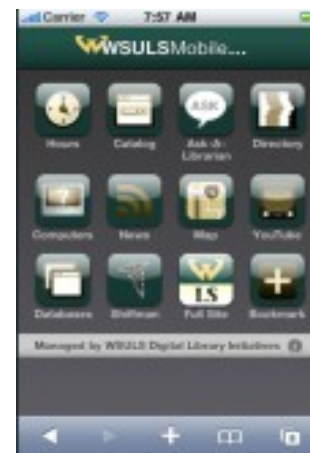 Carrier 7:57 AM
WSULSMobile...
ASK
Hours Catalog Ask-A-Librarian Directory
Computers News Map YouTube
W
LS
Databases Shiffman Full Site Bookmark
Managed by WSULS Digital Library Initiatives